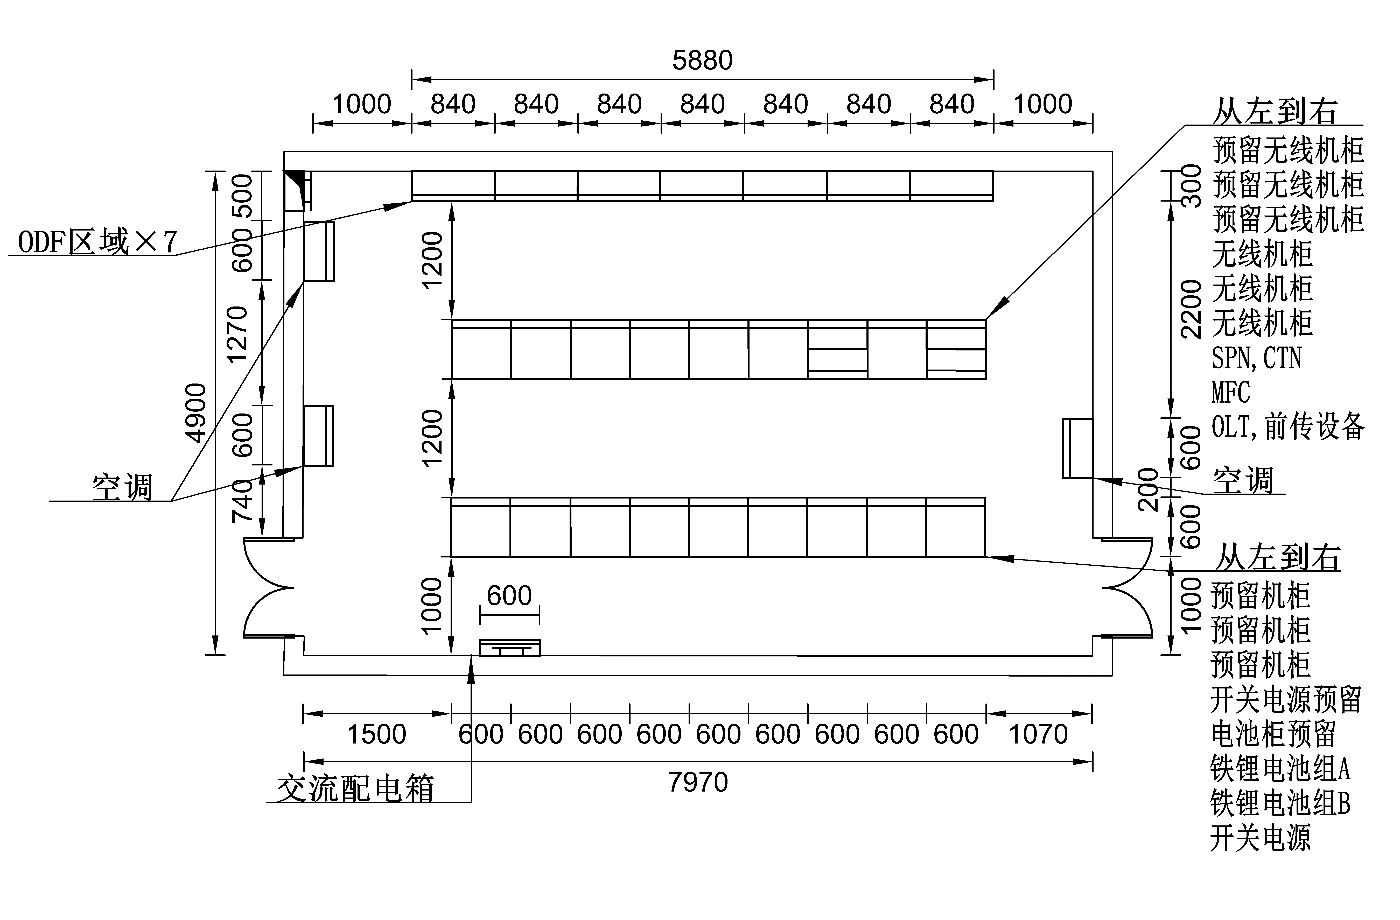 5880
1000 840 840 840 840 840 840 840 1000
从左到右
预留无线机柜
预留无线机柜
预留无线机柜
无线机柜
无线机柜
无线机柜
SPN,CTN
MFC
OLT,前传设备
空调
300
2200
600
200
600
1000
ODF区域×7
500
600
1270
600
740
4900
空调
1200
1200
1000
600
从左到右
预留机柜
预留机柜
预留机柜
开关电源预留
电池柜预留
铁锂电池组A
铁锂电池组B
开关电源
1500 600 600 600 600 600 600 600 600 600 1070
7970
交流配电箱